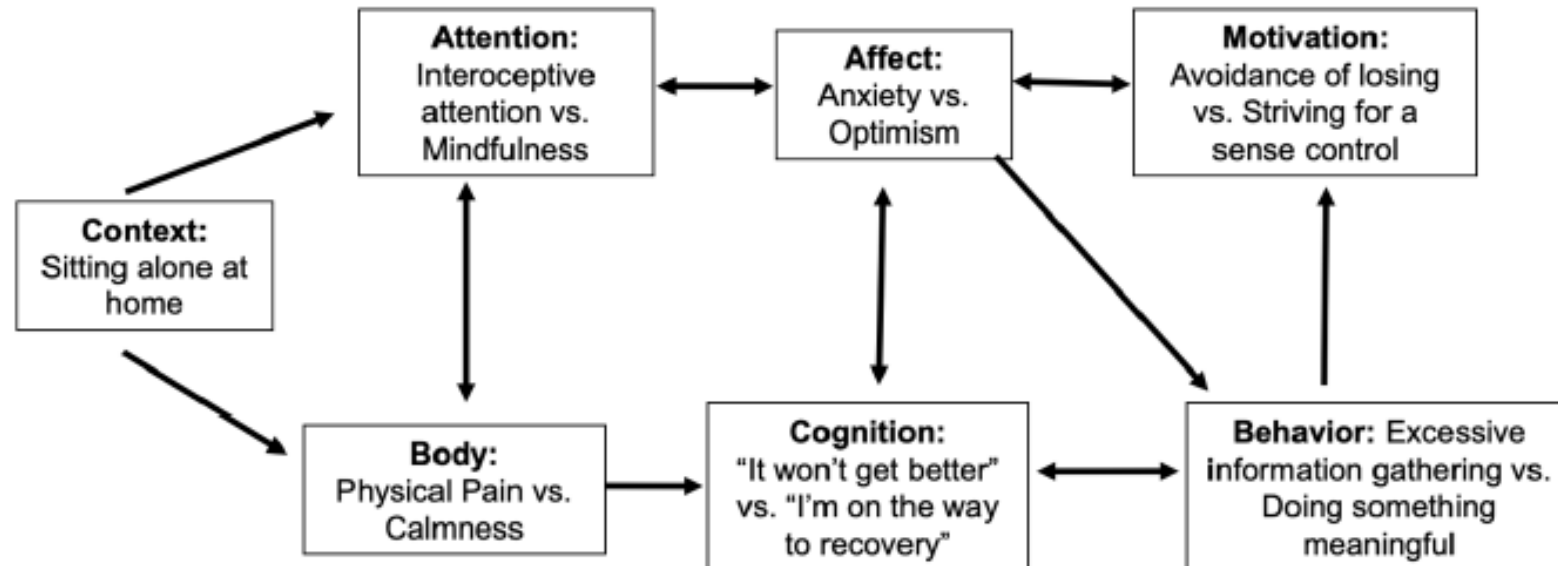 Attention:
Interoceptive
attention vs.
Mindfulness
Affect:
Anxiety vs.
Optimism
Motivation:
Avoidance of losing
vs. Striving for a
sense control
Context:
Sitting alone at
home
Body:
Physical Pain vs.
Calmness
Cognition:
“It won’t get better”
vs. “I’m on the way
to recovery”
Behavior: Excessive
information gathering vs.
Doing something
meaningful